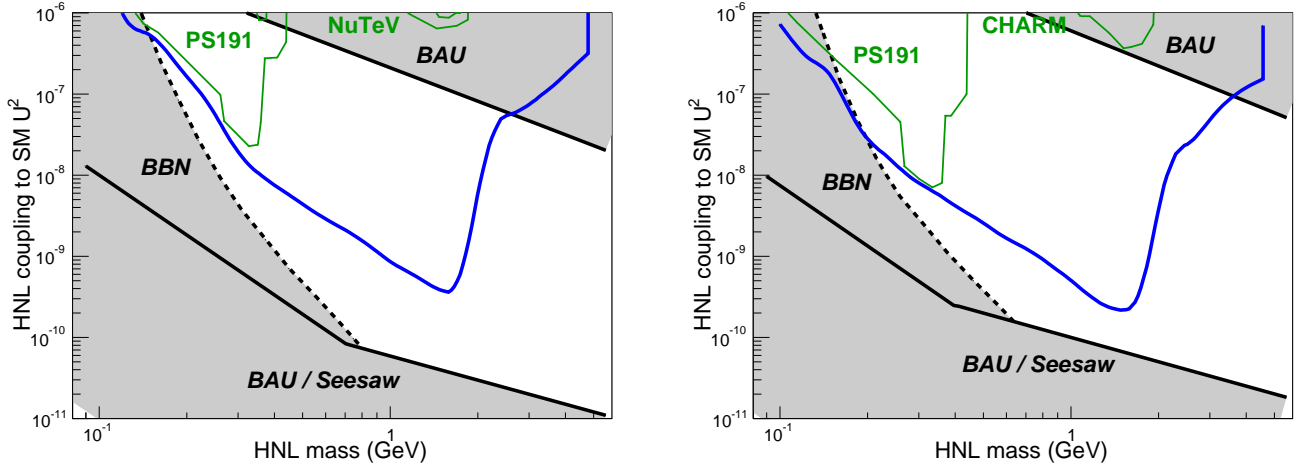 HNL coupling to SM U²
10⁻⁶
10⁻⁷
10⁻⁸
10⁻⁹
10⁻¹⁰
10⁻¹¹
PS191
NuTeV
BAU
BBN
BAU / Seesaw
10⁻¹
1
HNL mass (GeV)
HNL coupling to SM U²
10⁻⁶
10⁻⁷
10⁻⁸
10⁻⁹
10⁻¹⁰
10⁻¹¹
CHARM
PS191
BAU
BBN
BAU / Seesaw
10⁻¹
1
HNL mass (GeV)